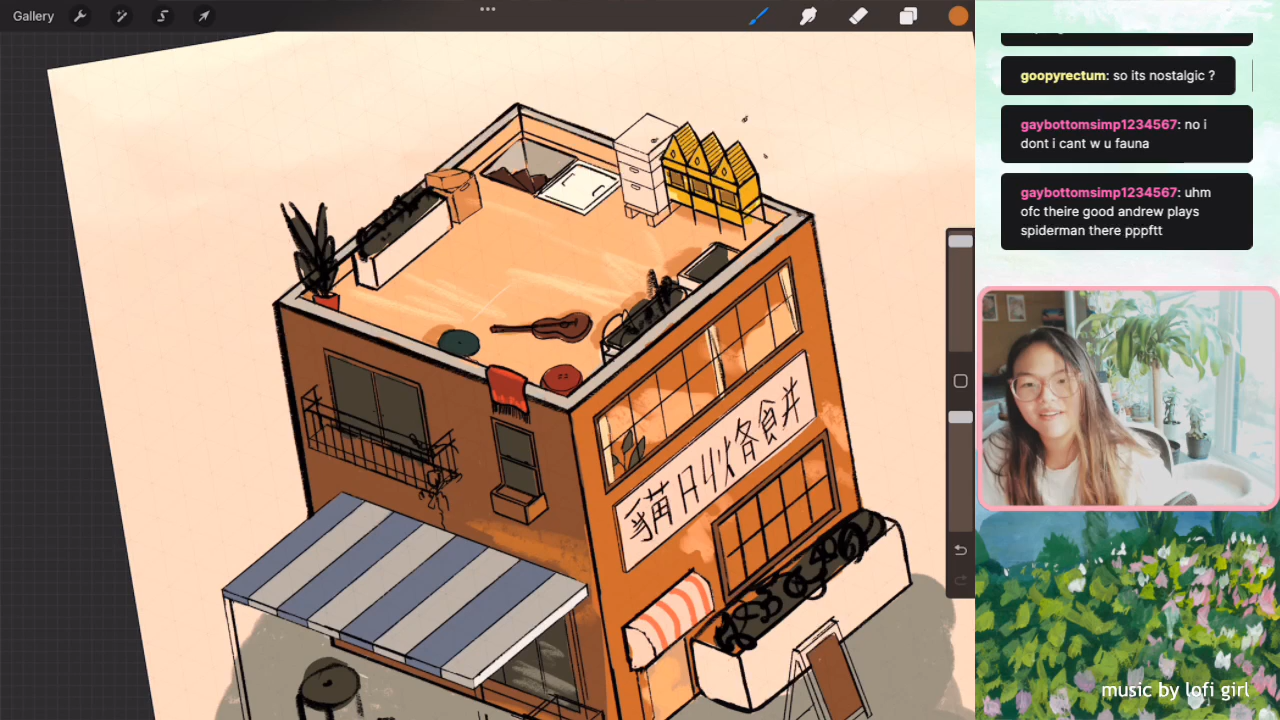 Gallery
goopyrectum: so its nostalgic ?
gaybottomsimp1234567: no i
dont i cant w u fauna
gaybottomsimp1234567: uhm
ofc theire good andrew plays
spiderman there pppftt
music by lofi girl